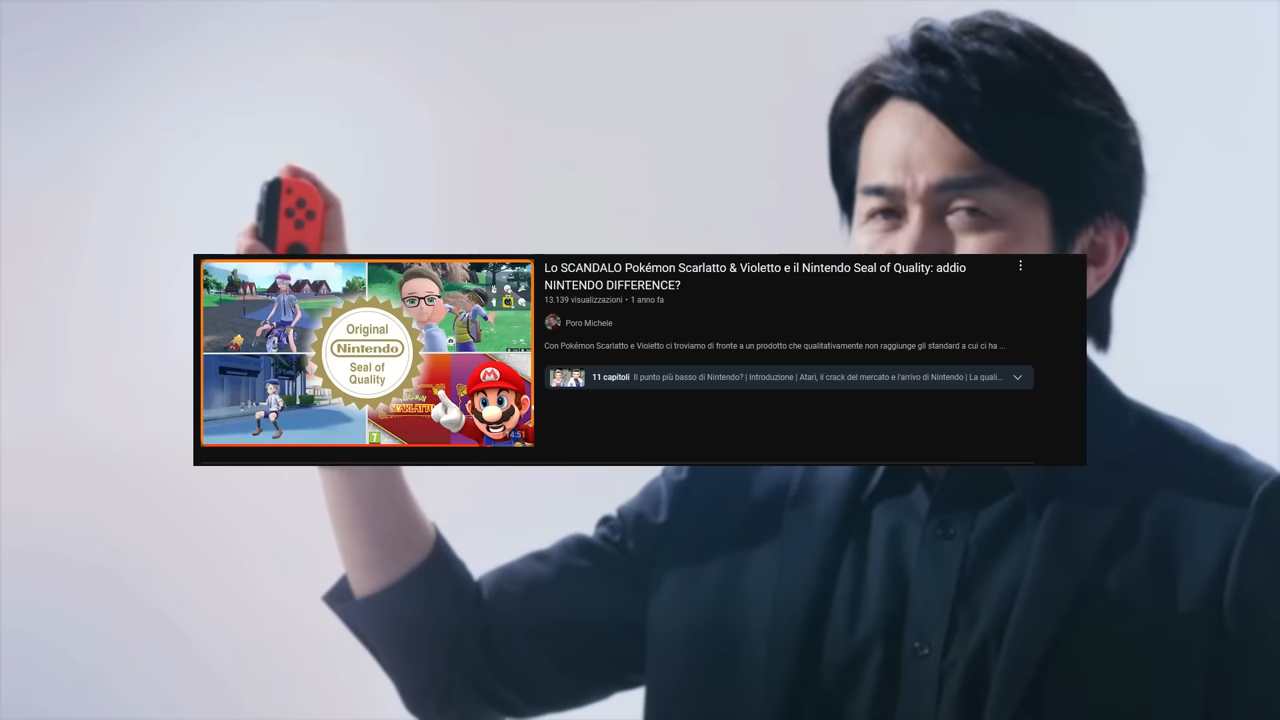 Original
Nintendo
Seal of
Quality
SCARLATTO
7
14:51
Lo SCANDALO Pokémon Scarlatto & Violetto e il Nintendo Seal of Quality: addio
NINTENDO DIFFERENCE?
13.139 visualizzazioni • 1 anno fa
Poro Michele
Con Pokémon Scarlatto e Violetto ci troviamo di fronte a un prodotto che qualitativamente non raggiunge gli standard a cui ci ha ...
11 capitoli Il punto più basso di Nintendo? | Introduzione | Atari, il crack del mercato e l'arrivo di Nintendo | La quali...